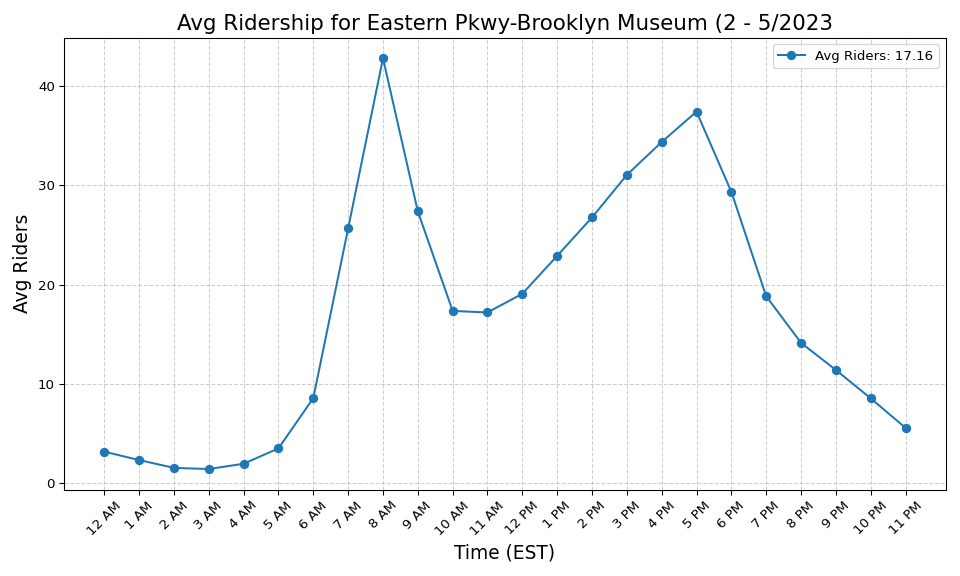 Avg Ridership for Eastern Pkwy-Brooklyn Museum (2 - 5/2023
Avg Riders: 17.16
Avg Riders
40
30
20
10
0
12 AM 1 AM 2 AM 3 AM 4 AM 5 AM 6 AM 7 AM 8 AM 9 AM 10 AM 11 AM 12 PM 1 PM 2 PM 3 PM 4 PM 5 PM 6 PM 7 PM 8 PM 9 PM 10 PM 11 PM
Time (EST)